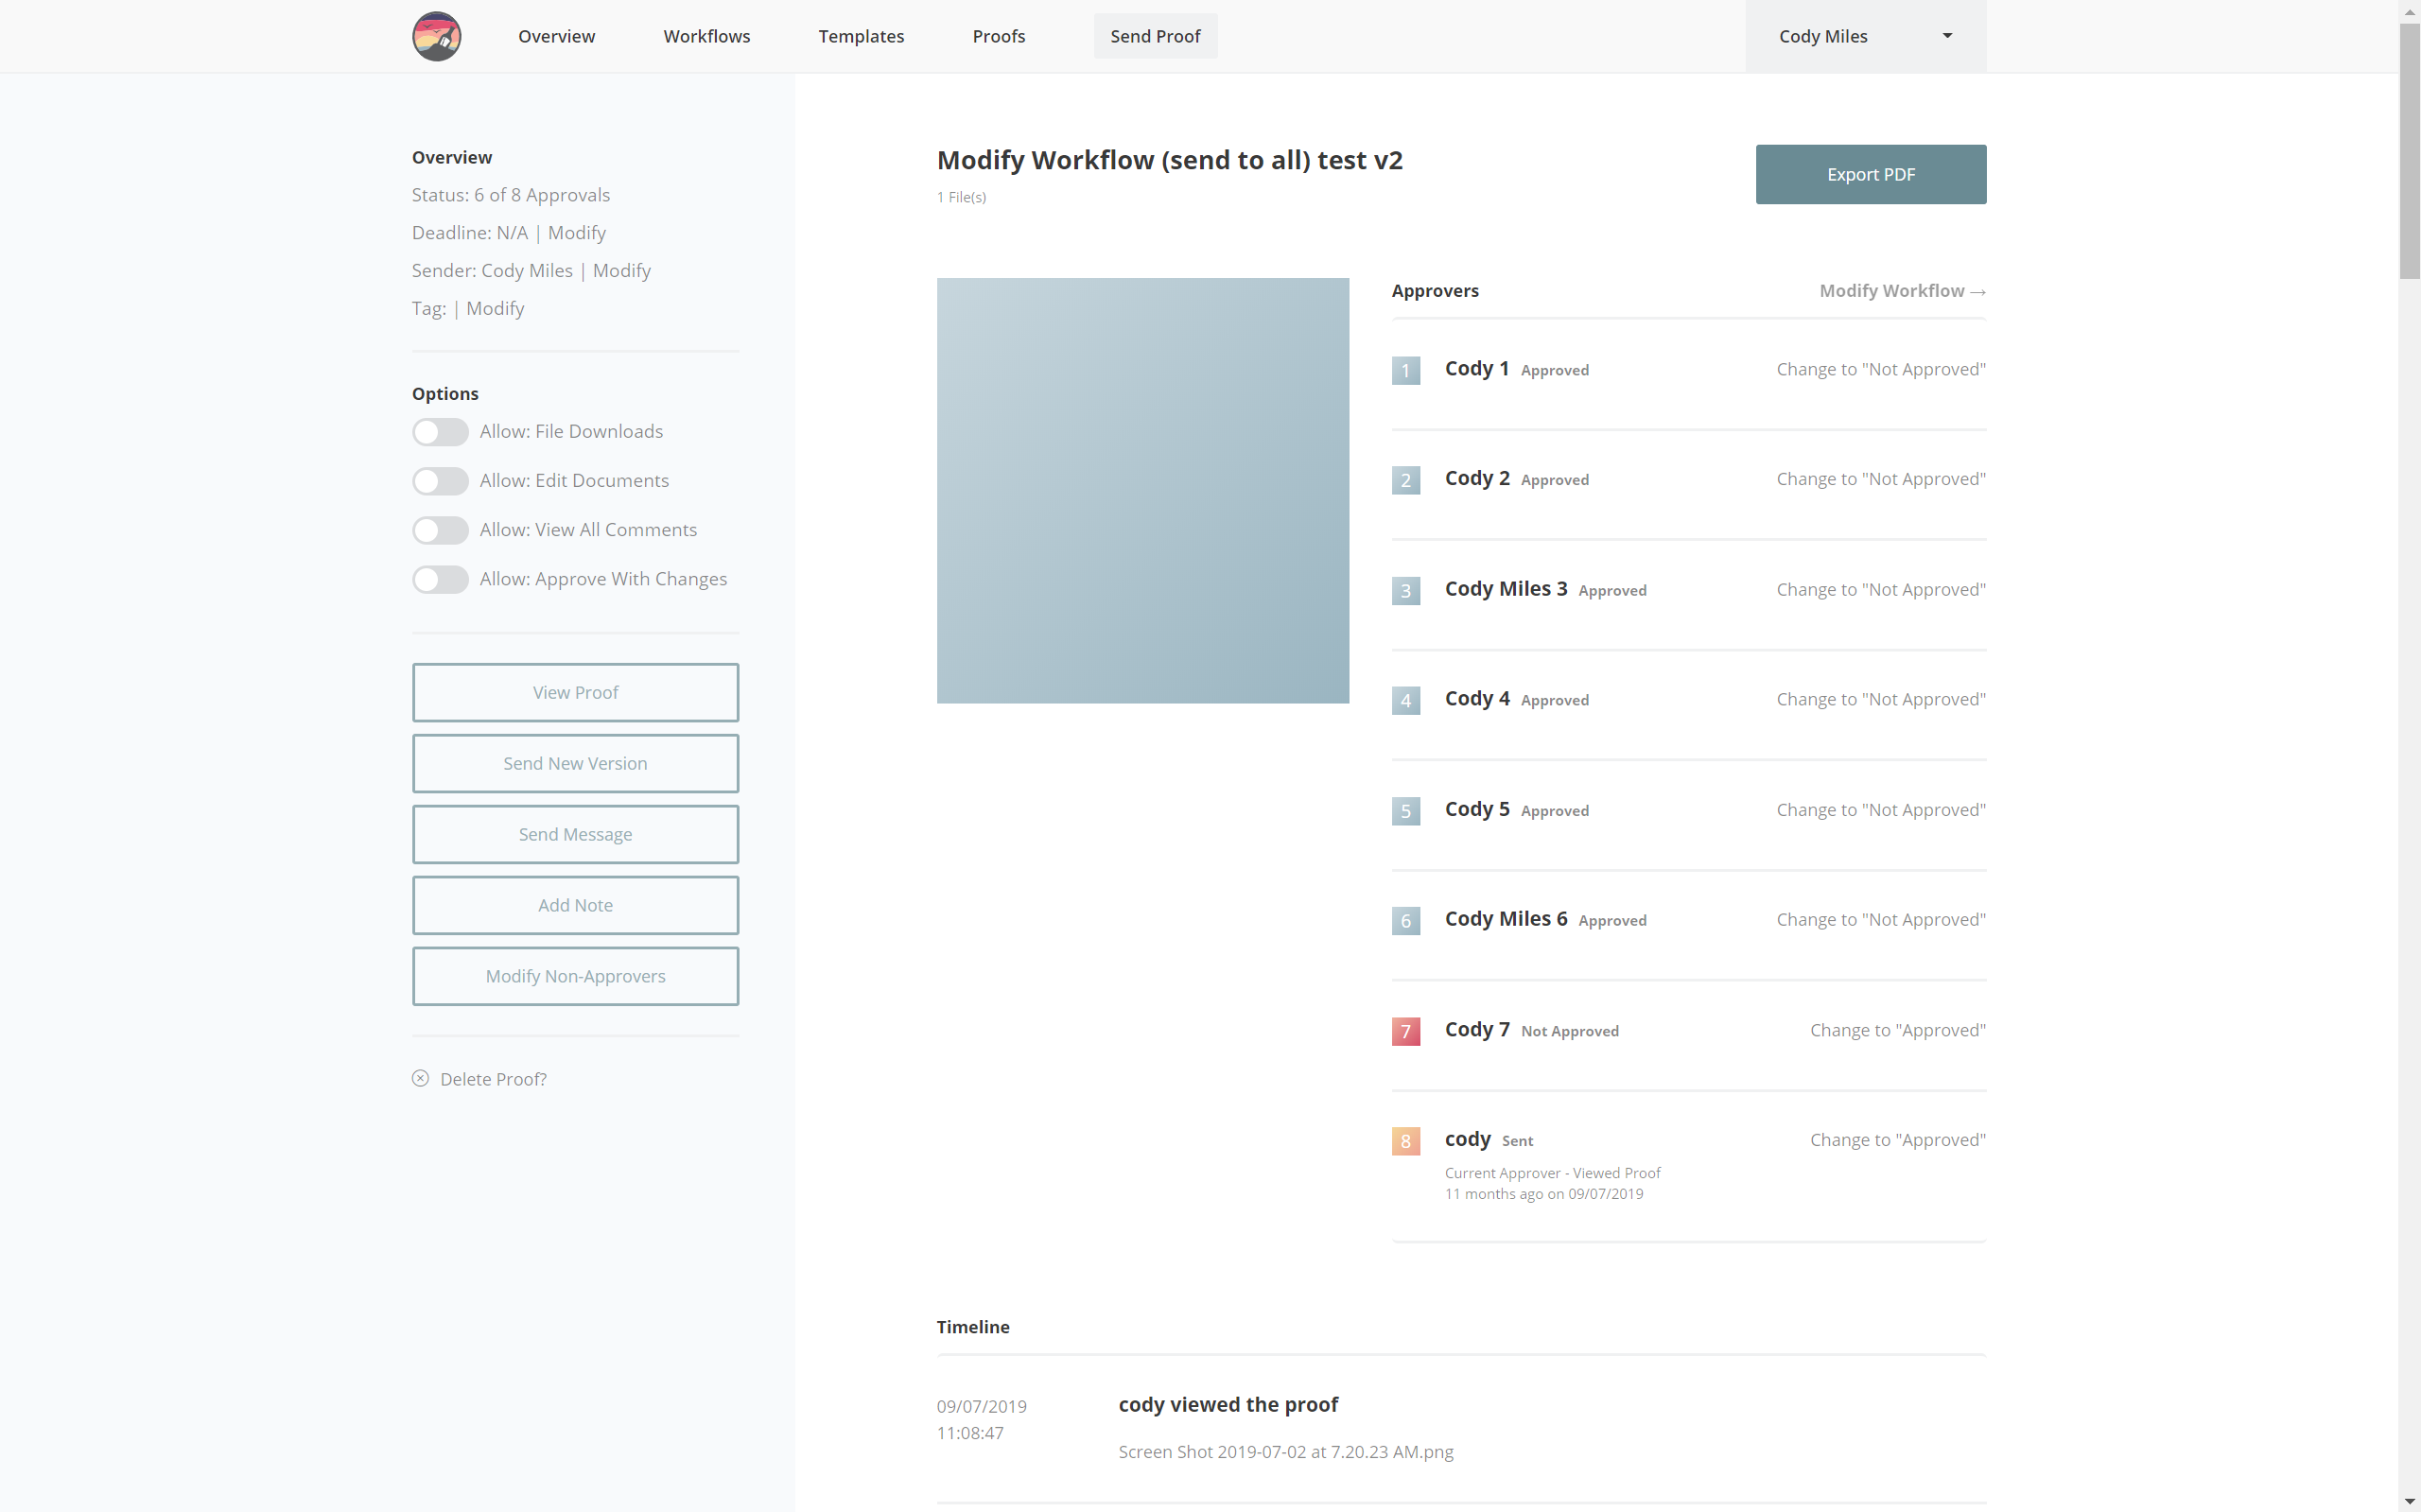 Overview
Workflows
Templates
Proofs
Send Proof
Cody Miles
Overview
Status: 6 of 8 Approvals
Deadline: N/A | Modify
Sender: Cody Miles | Modify
Tag: | Modify
Options
Allow: File Downloads
Allow: Edit Documents
Allow: View All Comments
Allow: Approve With Changes
View Proof
Send New Version
Send Message
Add Note
Modify Non-Approvers
Delete Proof?
Modify Workflow (send to all) test v2
1 File(s)
Export PDF
Approvers
Modify Workflow →
1 Cody 1 Approved Change to "Not Approved"
2 Cody 2 Approved Change to "Not Approved"
3 Cody Miles 3 Approved Change to "Not Approved"
4 Cody 4 Approved Change to "Not Approved"
5 Cody 5 Approved Change to "Not Approved"
6 Cody Miles 6 Approved Change to "Not Approved"
7 Cody 7 Not Approved Change to "Approved"
8 cody Sent Change to "Approved"
Current Approver - Viewed Proof
11 months ago on 09/07/2019
Timeline
09/07/2019
11:08:47
cody viewed the proof
Screen Shot 2019-07-02 at 7.20.23 AM.png